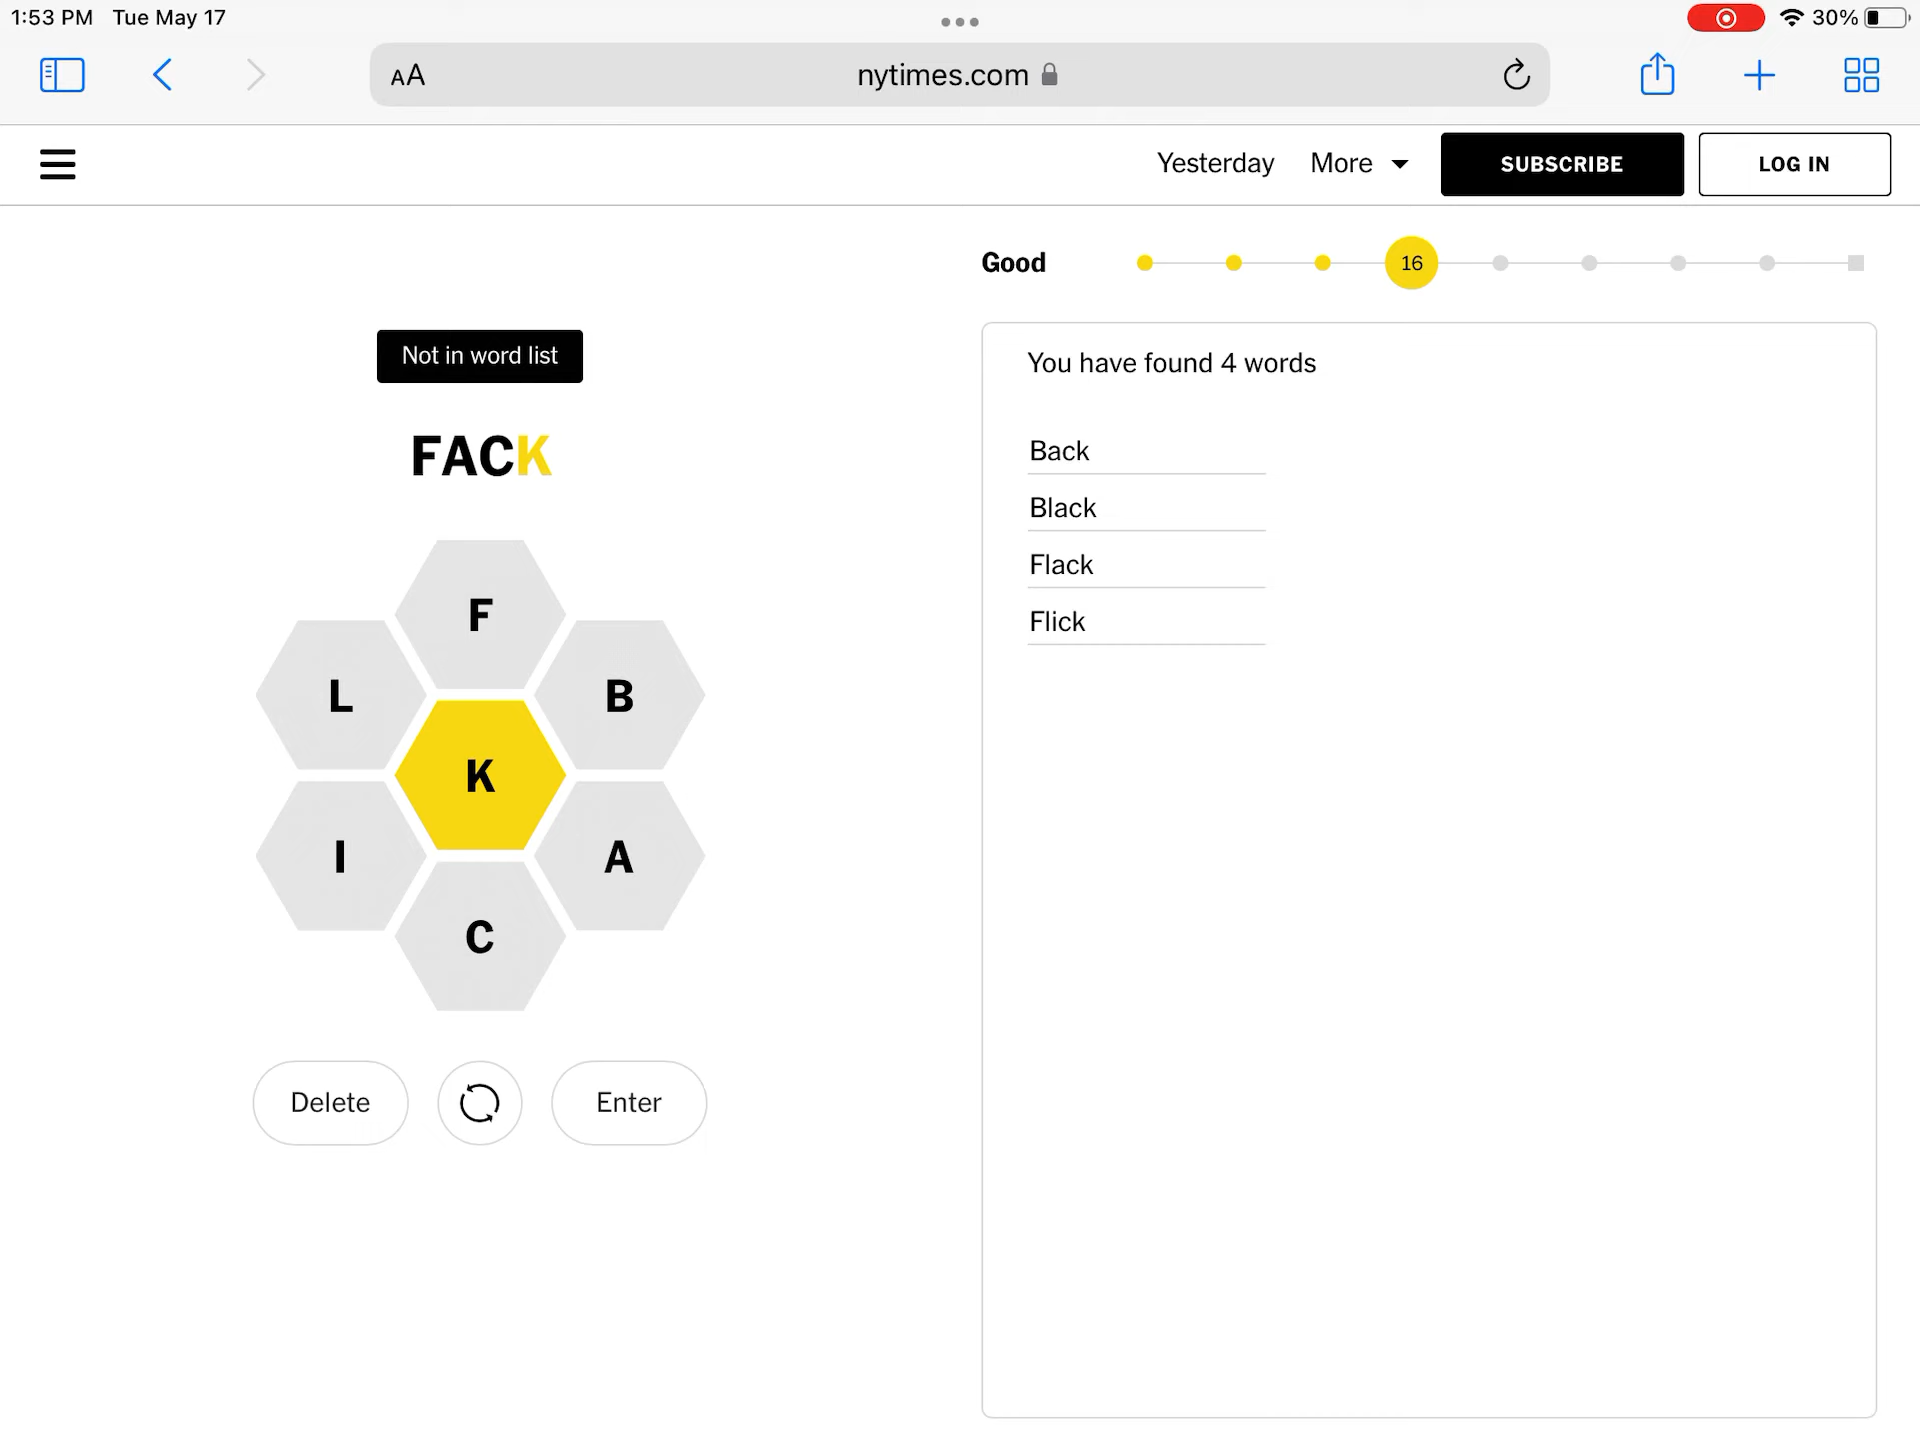 1:53 PM Tue May 17
30%
AA
nytimes.com
Yesterday More SUBSCRIBE LOG IN
Good 16
Not in word list
FACK
F
L B
K
I A
C
Delete Enter
You have found 4 words
Back
Black
Flack
Flick